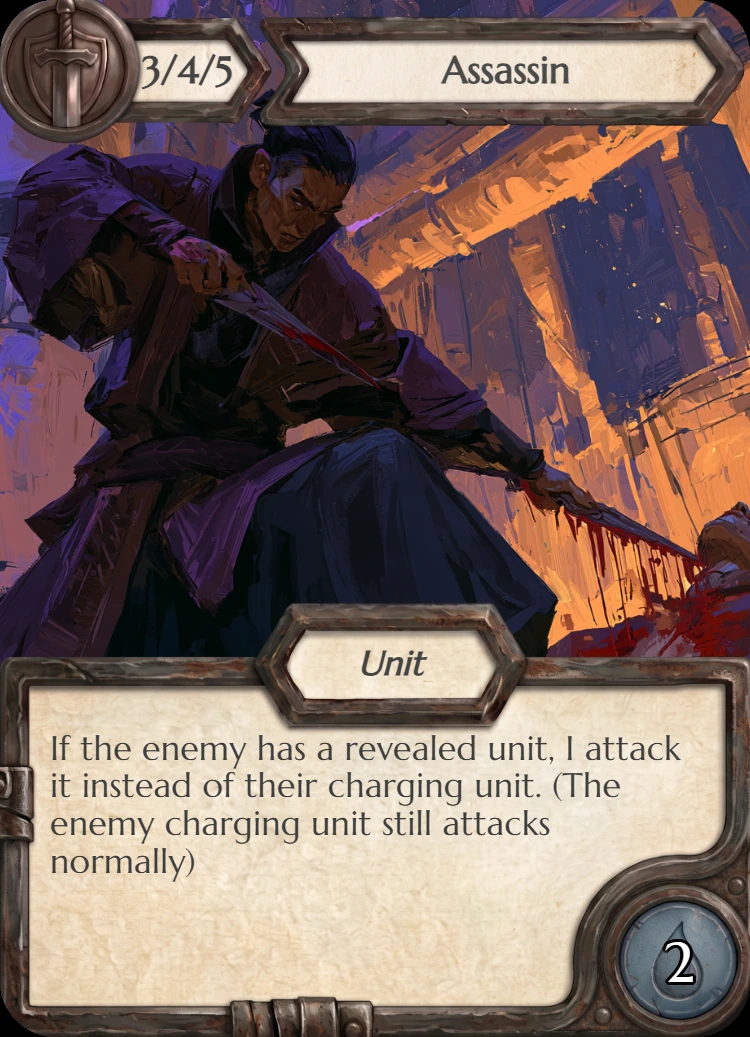 3/4/5
Assassin
Unit
If the enemy has a revealed unit, I attack
it instead of their charging unit. (The
enemy charging unit still attacks
normally)
2